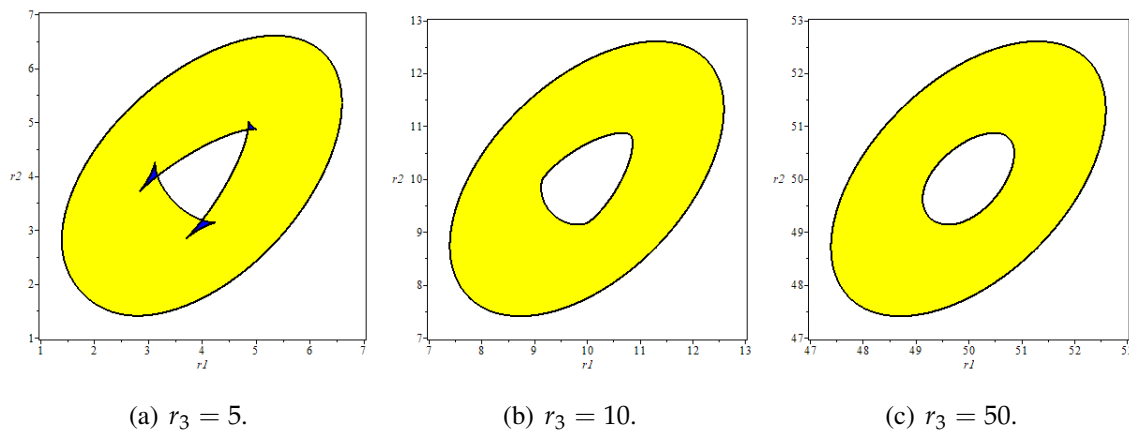 7
6
5
r2 4
3
2
1
1 2 3 4 5 6 7
r1
13
12
11
r2 10
9
8
7
7 8 9 10 11 12 13
r1
53
52
51
r2 50
49
48
47
47 48 49 50 51 52 53
r1
(a) r₃ = 5.
(b) r₃ = 10.
(c) r₃ = 50.